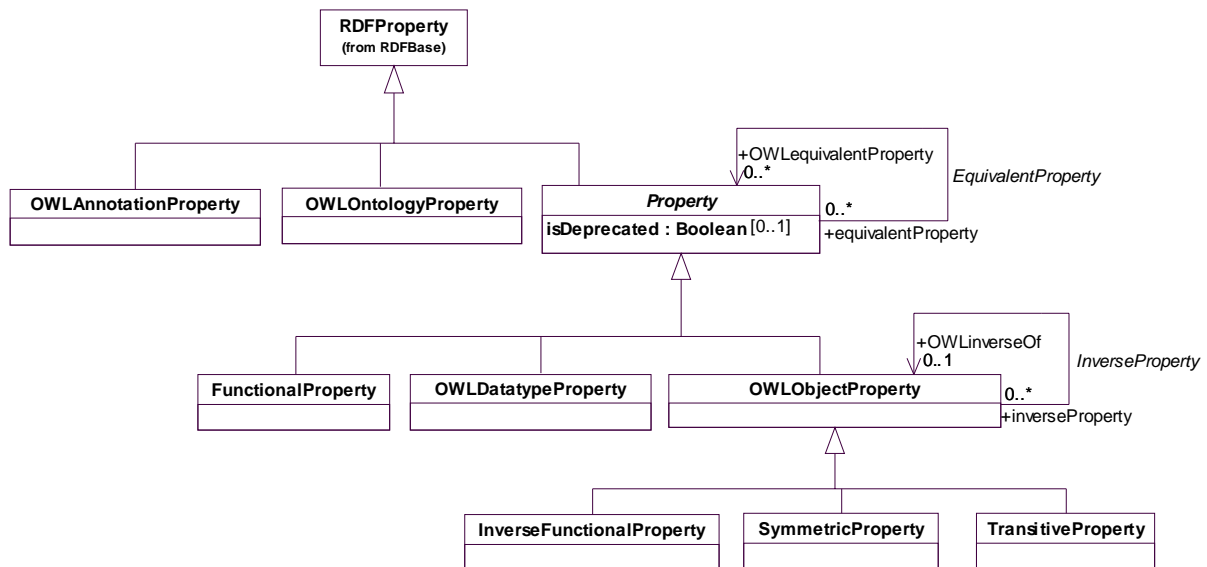 RDFProperty
(from RDFBase)
+OWLequivalentProperty
0..*
EquivalentProperty
OWLAnnotationProperty
OWLOntologyProperty
Property
0..*
isDeprecated : Boolean [0..1]
+equivalentProperty
+OWLinverseOf
0..1
InverseProperty
FunctionalProperty
OWLDatatypeProperty
OWLObjectProperty
0..*
+inverseProperty
InverseFunctionalProperty
SymmetricProperty
TransitiveProperty